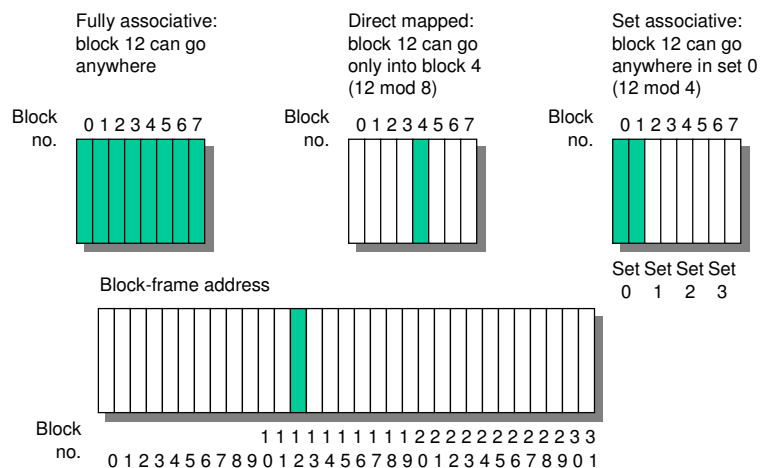 Fully associative:
block 12 can go
anywhere
Block
no.
0 1 2 3 4 5 6 7
Direct mapped:
block 12 can go
only into block 4
(12 mod 8)
Block
no.
0 1 2 3 4 5 6 7
Set associative:
block 12 can go
anywhere in set 0
(12 mod 4)
Block
no.
0 1 2 3 4 5 6 7
Set Set Set Set
0 1 2 3
Block-frame address
Block
no.
1 1 1 1 1 1 1 1 1 1 2 2 2 2 2 2 2 2 2 2 3 3
0 1 2 3 4 5 6 7 8 9 0 1 2 3 4 5 6 7 8 9 0 1 2 3 4 5 6 7 8 9 0 1